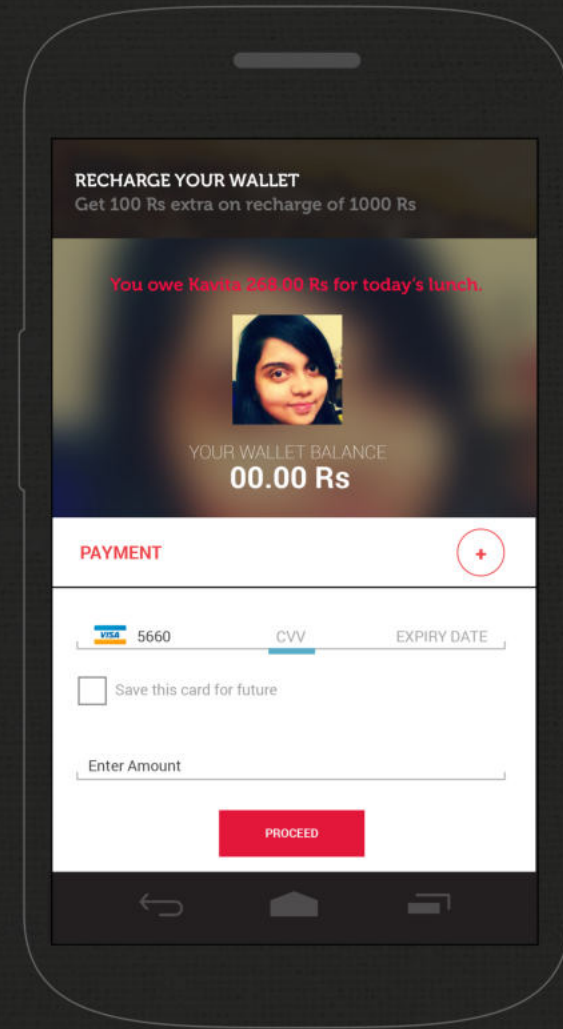 RECHARGE YOUR WALLET
Get 100 Rs extra on recharge of 1000 Rs
You owe Kavita 268.00 Rs for today's lunch.
YOUR WALLET BALANCE
00.00 Rs
PAYMENT +
VISA 5660 CVV EXPIRY DATE
Save this card for future
Enter Amount
PROCEED